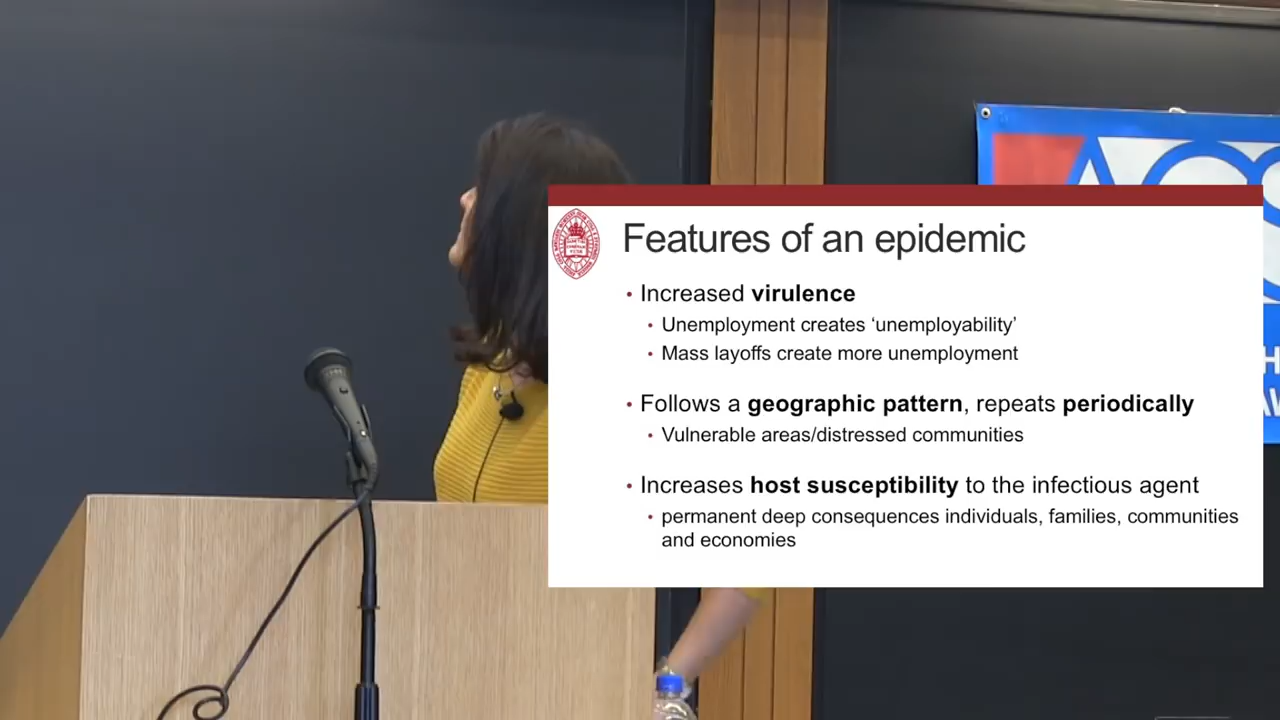 Features of an epidemic
• Increased virulence
• Unemployment creates ‘unemployability’
• Mass layoffs create more unemployment
• Follows a geographic pattern, repeats periodically
• Vulnerable areas/distressed communities
• Increases host susceptibility to the infectious agent
• permanent deep consequences individuals, families, communities
and economies